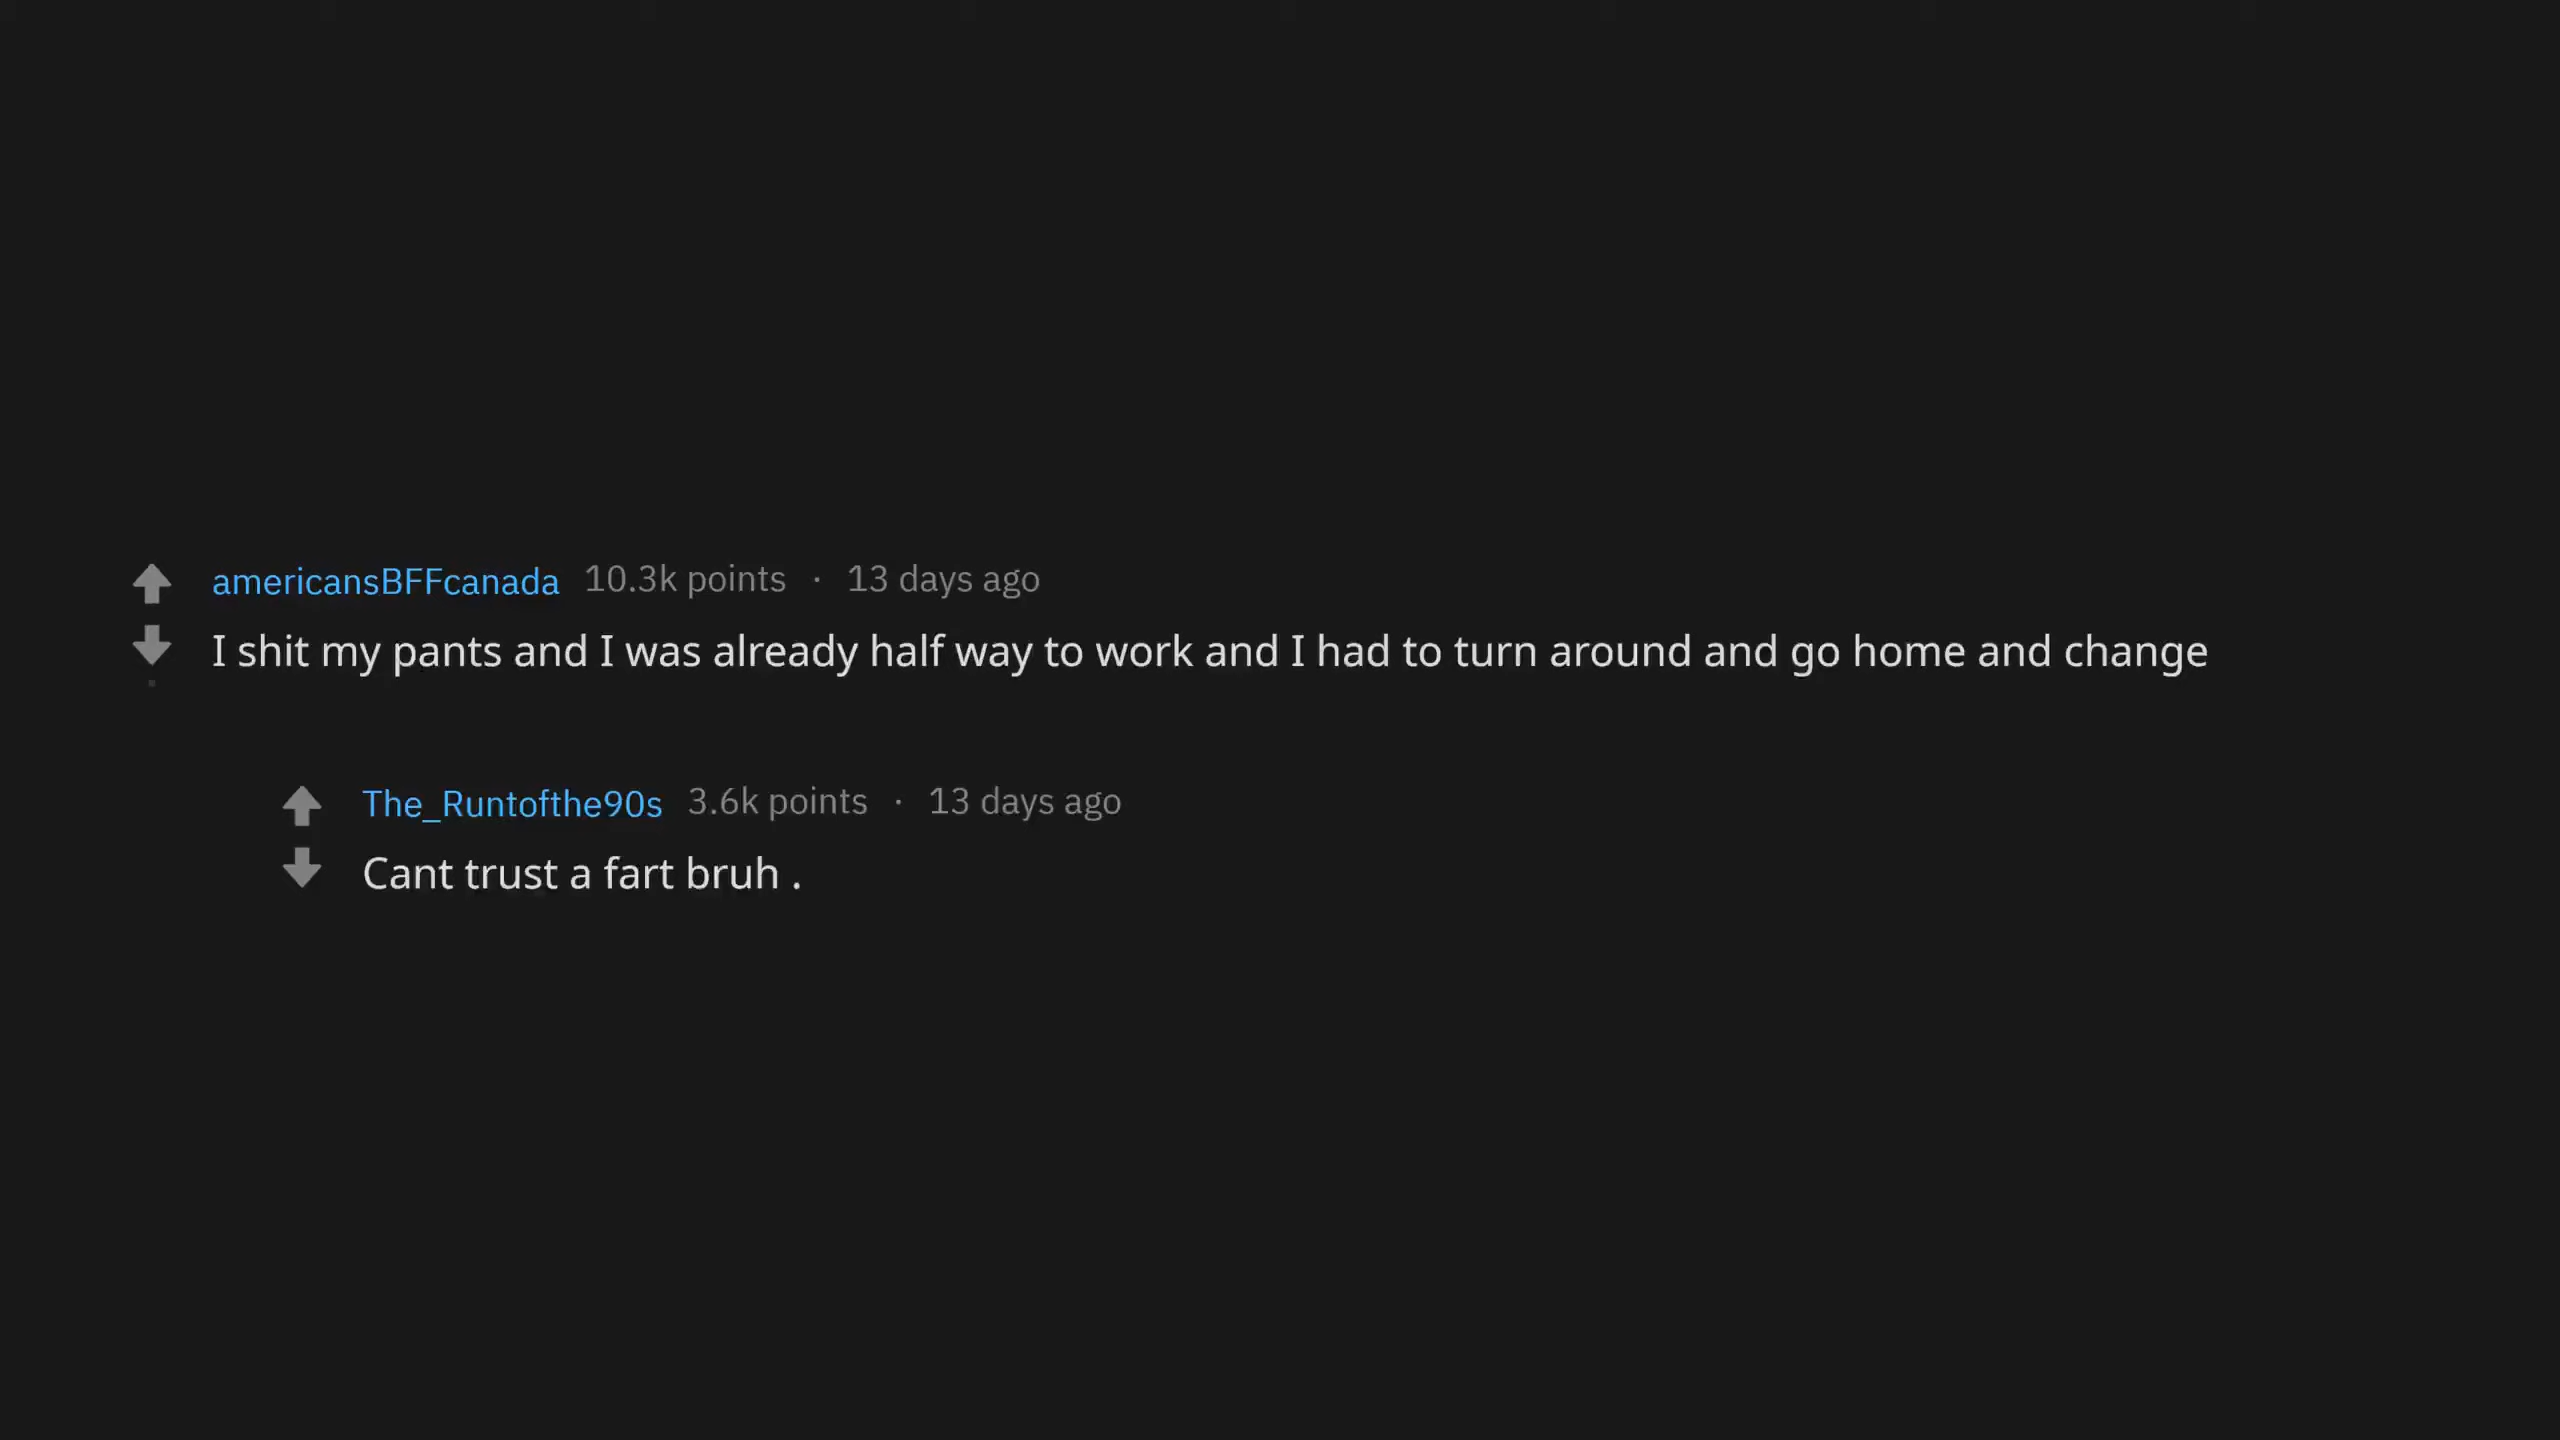 americansBFFcanada 10.3k points · 13 days ago
I shit my pants and I was already half way to work and I had to turn around and go home and change
The_Runtofthe90s 3.6k points · 13 days ago
Cant trust a fart bruh .